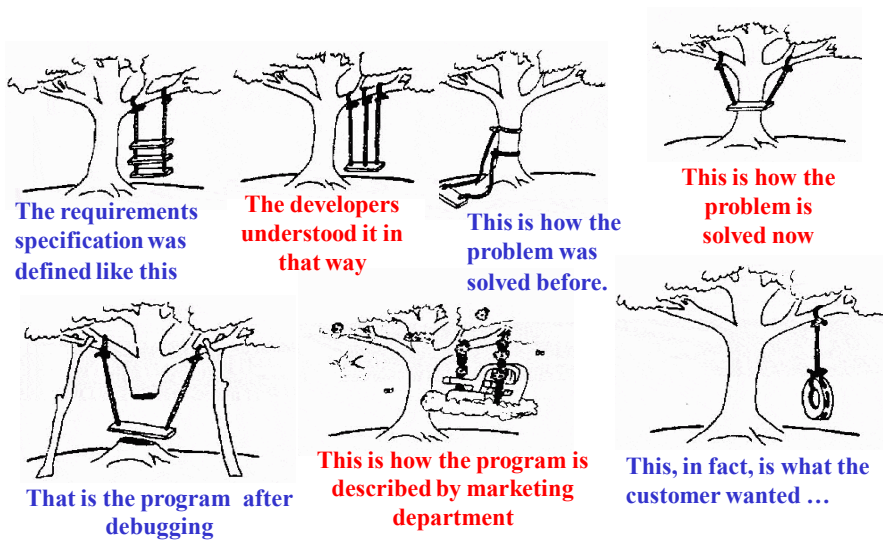 The requirements
specification was
defined like this
The developers
understood it in
that way
This is how the
problem was
solved before.
This is how the
problem is
solved now
That is the program after
debugging
This is how the program is
described by marketing
department
This, in fact, is what the
customer wanted …